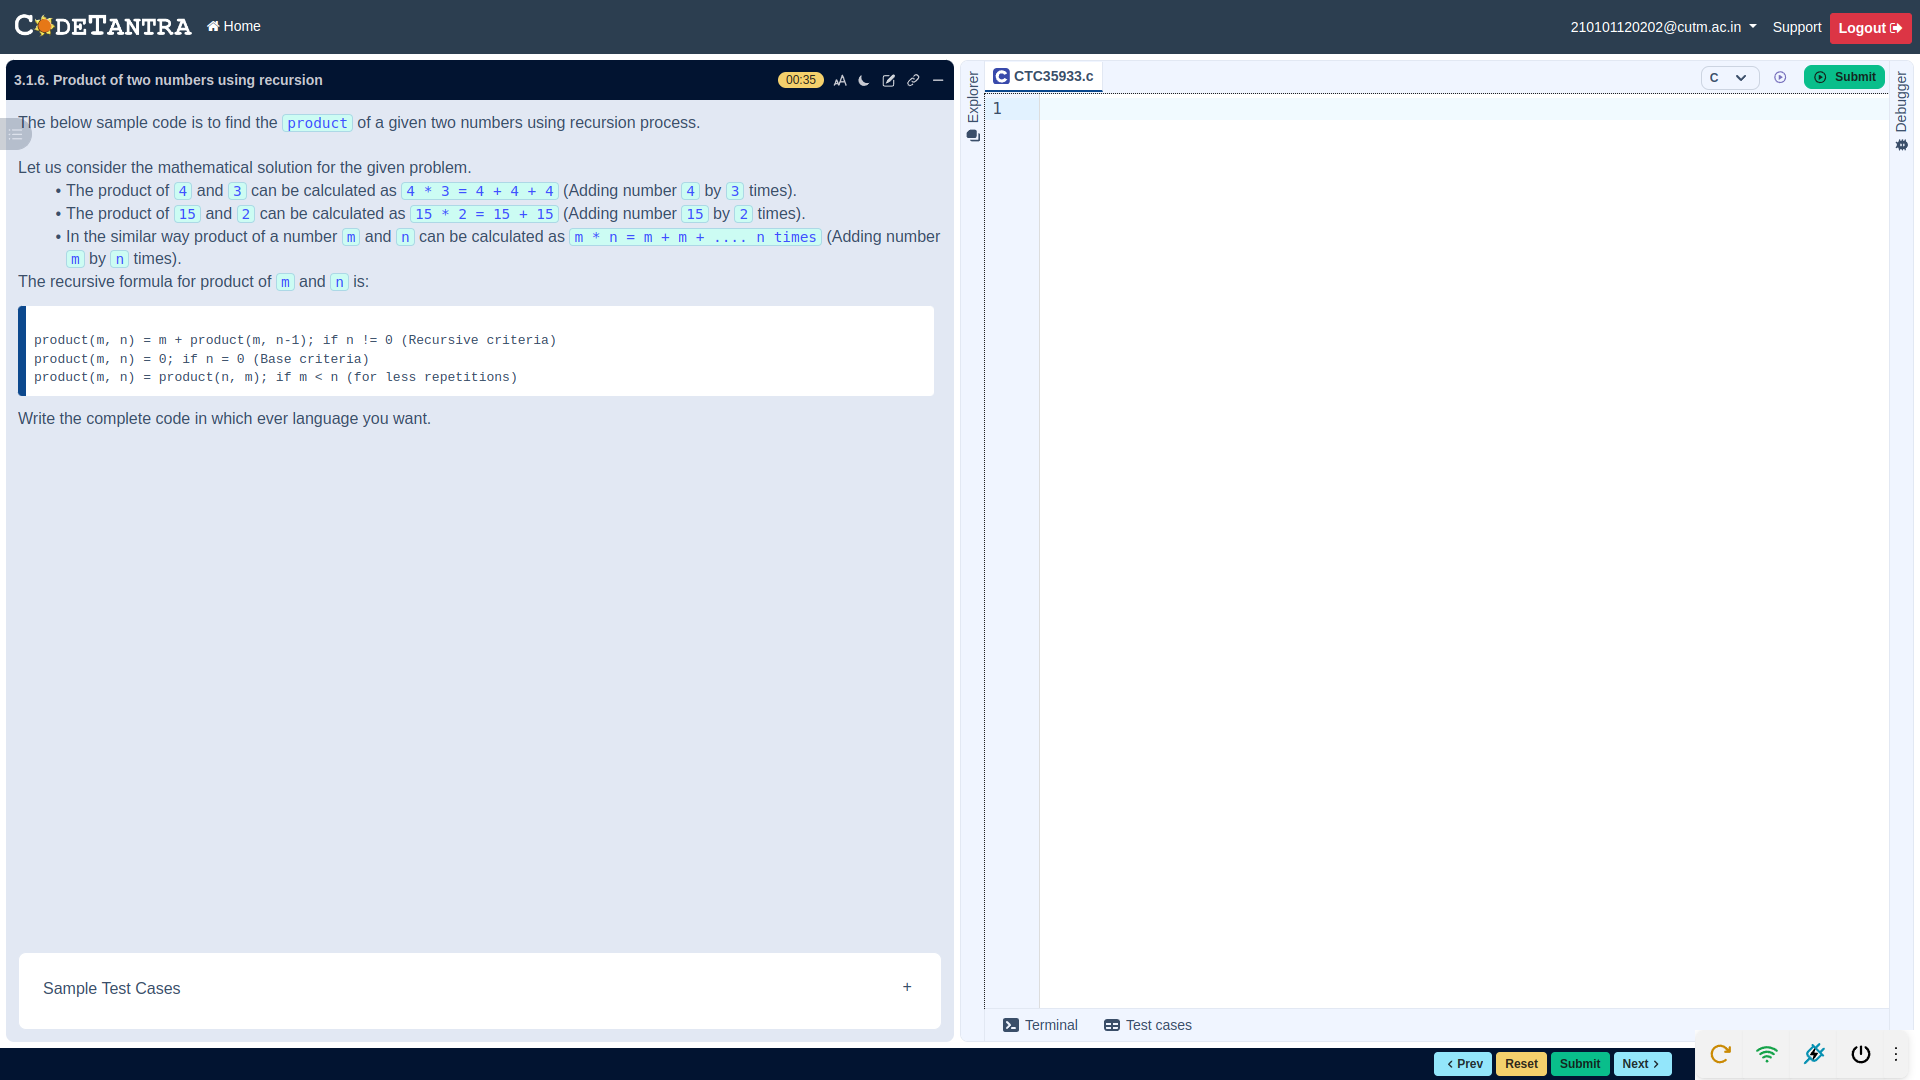 CODETANTRA
Home
210101120202@cutm.ac.in
Support
Logout
3.1.6. Product of two numbers using recursion
00:35
The below sample code is to find the product of a given two numbers using recursion process.
Let us consider the mathematical solution for the given problem.
• The product of 4 and 3 can be calculated as 4 * 3 = 4 + 4 + 4 (Adding number 4 by 3 times).
• The product of 15 and 2 can be calculated as 15 * 2 = 15 + 15 (Adding number 15 by 2 times).
• In the similar way product of a number m and n can be calculated as m * n = m + m + .... n times (Adding number
m by n times).
The recursive formula for product of m and n is:
product(m, n) = m + product(m, n-1); if n != 0 (Recursive criteria)
product(m, n) = 0; if n = 0 (Base criteria)
product(m, n) = product(n, m); if m < n (for less repetitions)
Write the complete code in which ever language you want.
Sample Test Cases
+
Explorer
CTC35933.c
C
Submit
Debugger
1
Terminal
Test cases
< Prev
Reset
Submit
Next >